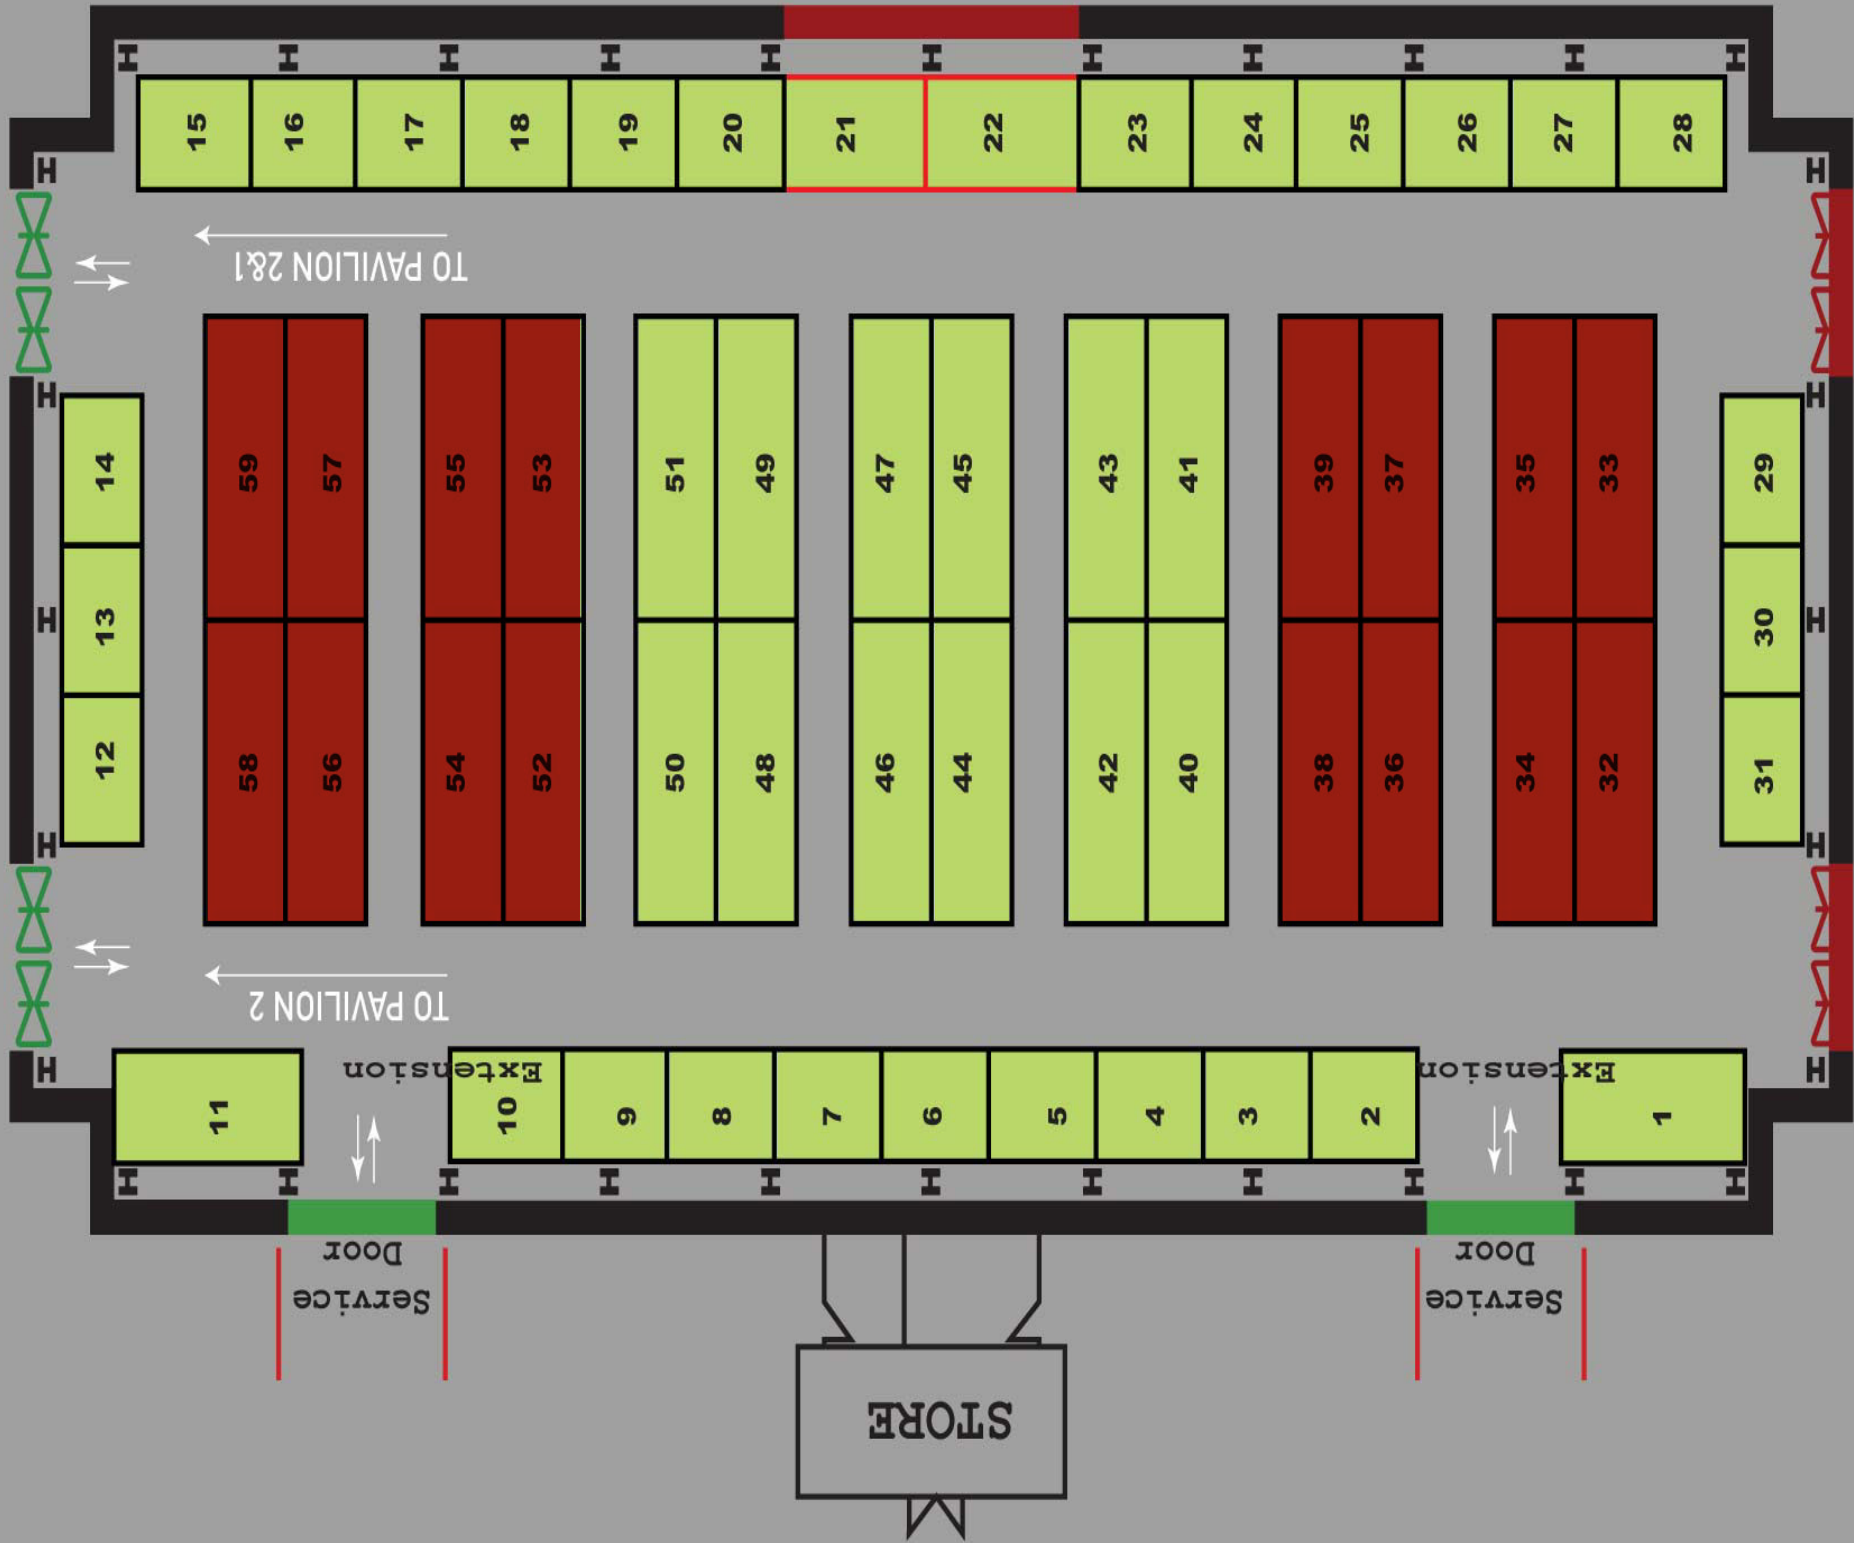 15 16 17 18 19 20 21 22 23 24 25 26 27 28
TO PAVILION 2&1
14
13
12
59 57 55 53 51 49 47 45 43 41 39 37 35 33
58 56 54 52 50 48 46 44 42 40 38 36 34 32
29
30
31
TO PAVILION 2
Extension
Extension
11 10 9 8 7 6 5 4 3 2 1
Service
Door
Service
Door
STORE
H H H H H H H H H H H
H H
H H
H H
H H
H H
H H H H H H H H H H H